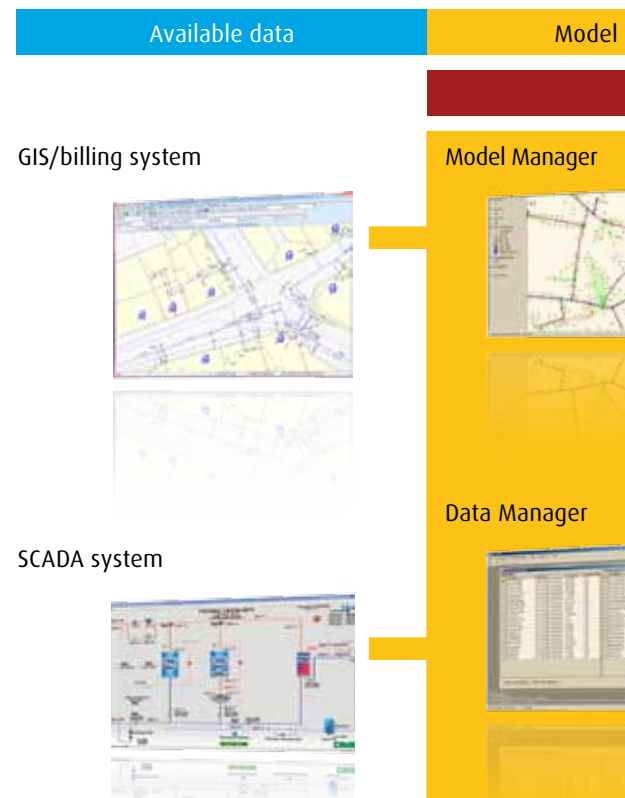 Available data
Model
GIS/billing system
Model Manager
Data Manager
SCADA system